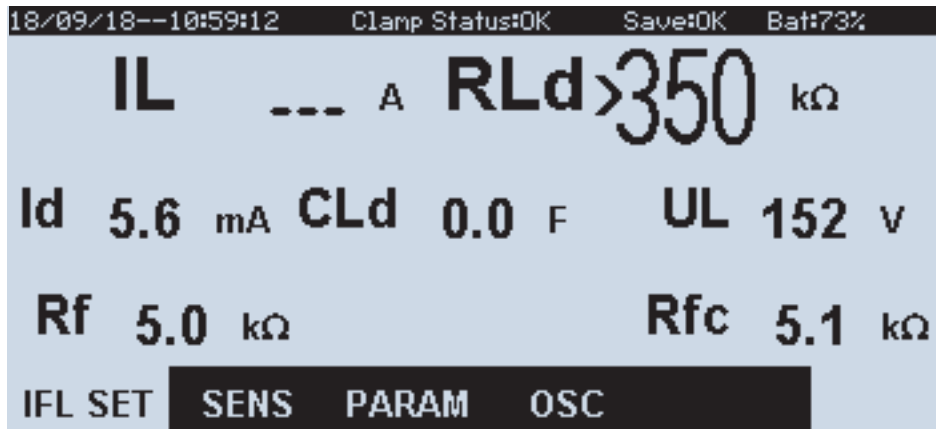 18/09/18--10:59:12 Clamp Status:OK Save:OK Bat:73%
IL --- A RLd >350 kΩ
Id 5.6 mA CLd 0.0 F UL 152 V
Rf 5.0 kΩ Rfc 5.1 kΩ
IFL SET SENS PARAM OSC